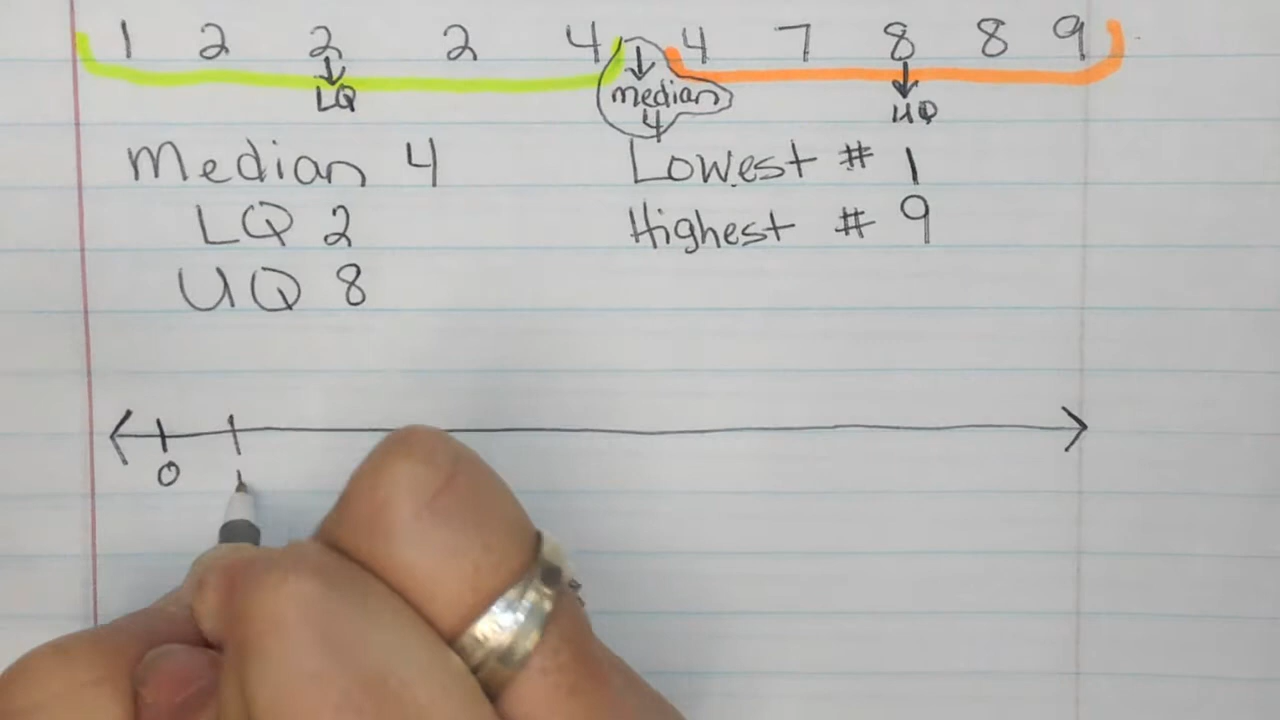 1 2 2 2 4 4 7 8 8 9
LQ median UQ
4
Median 4 Lowest # 1
LQ 2 Highest # 9
UQ 8
0 1